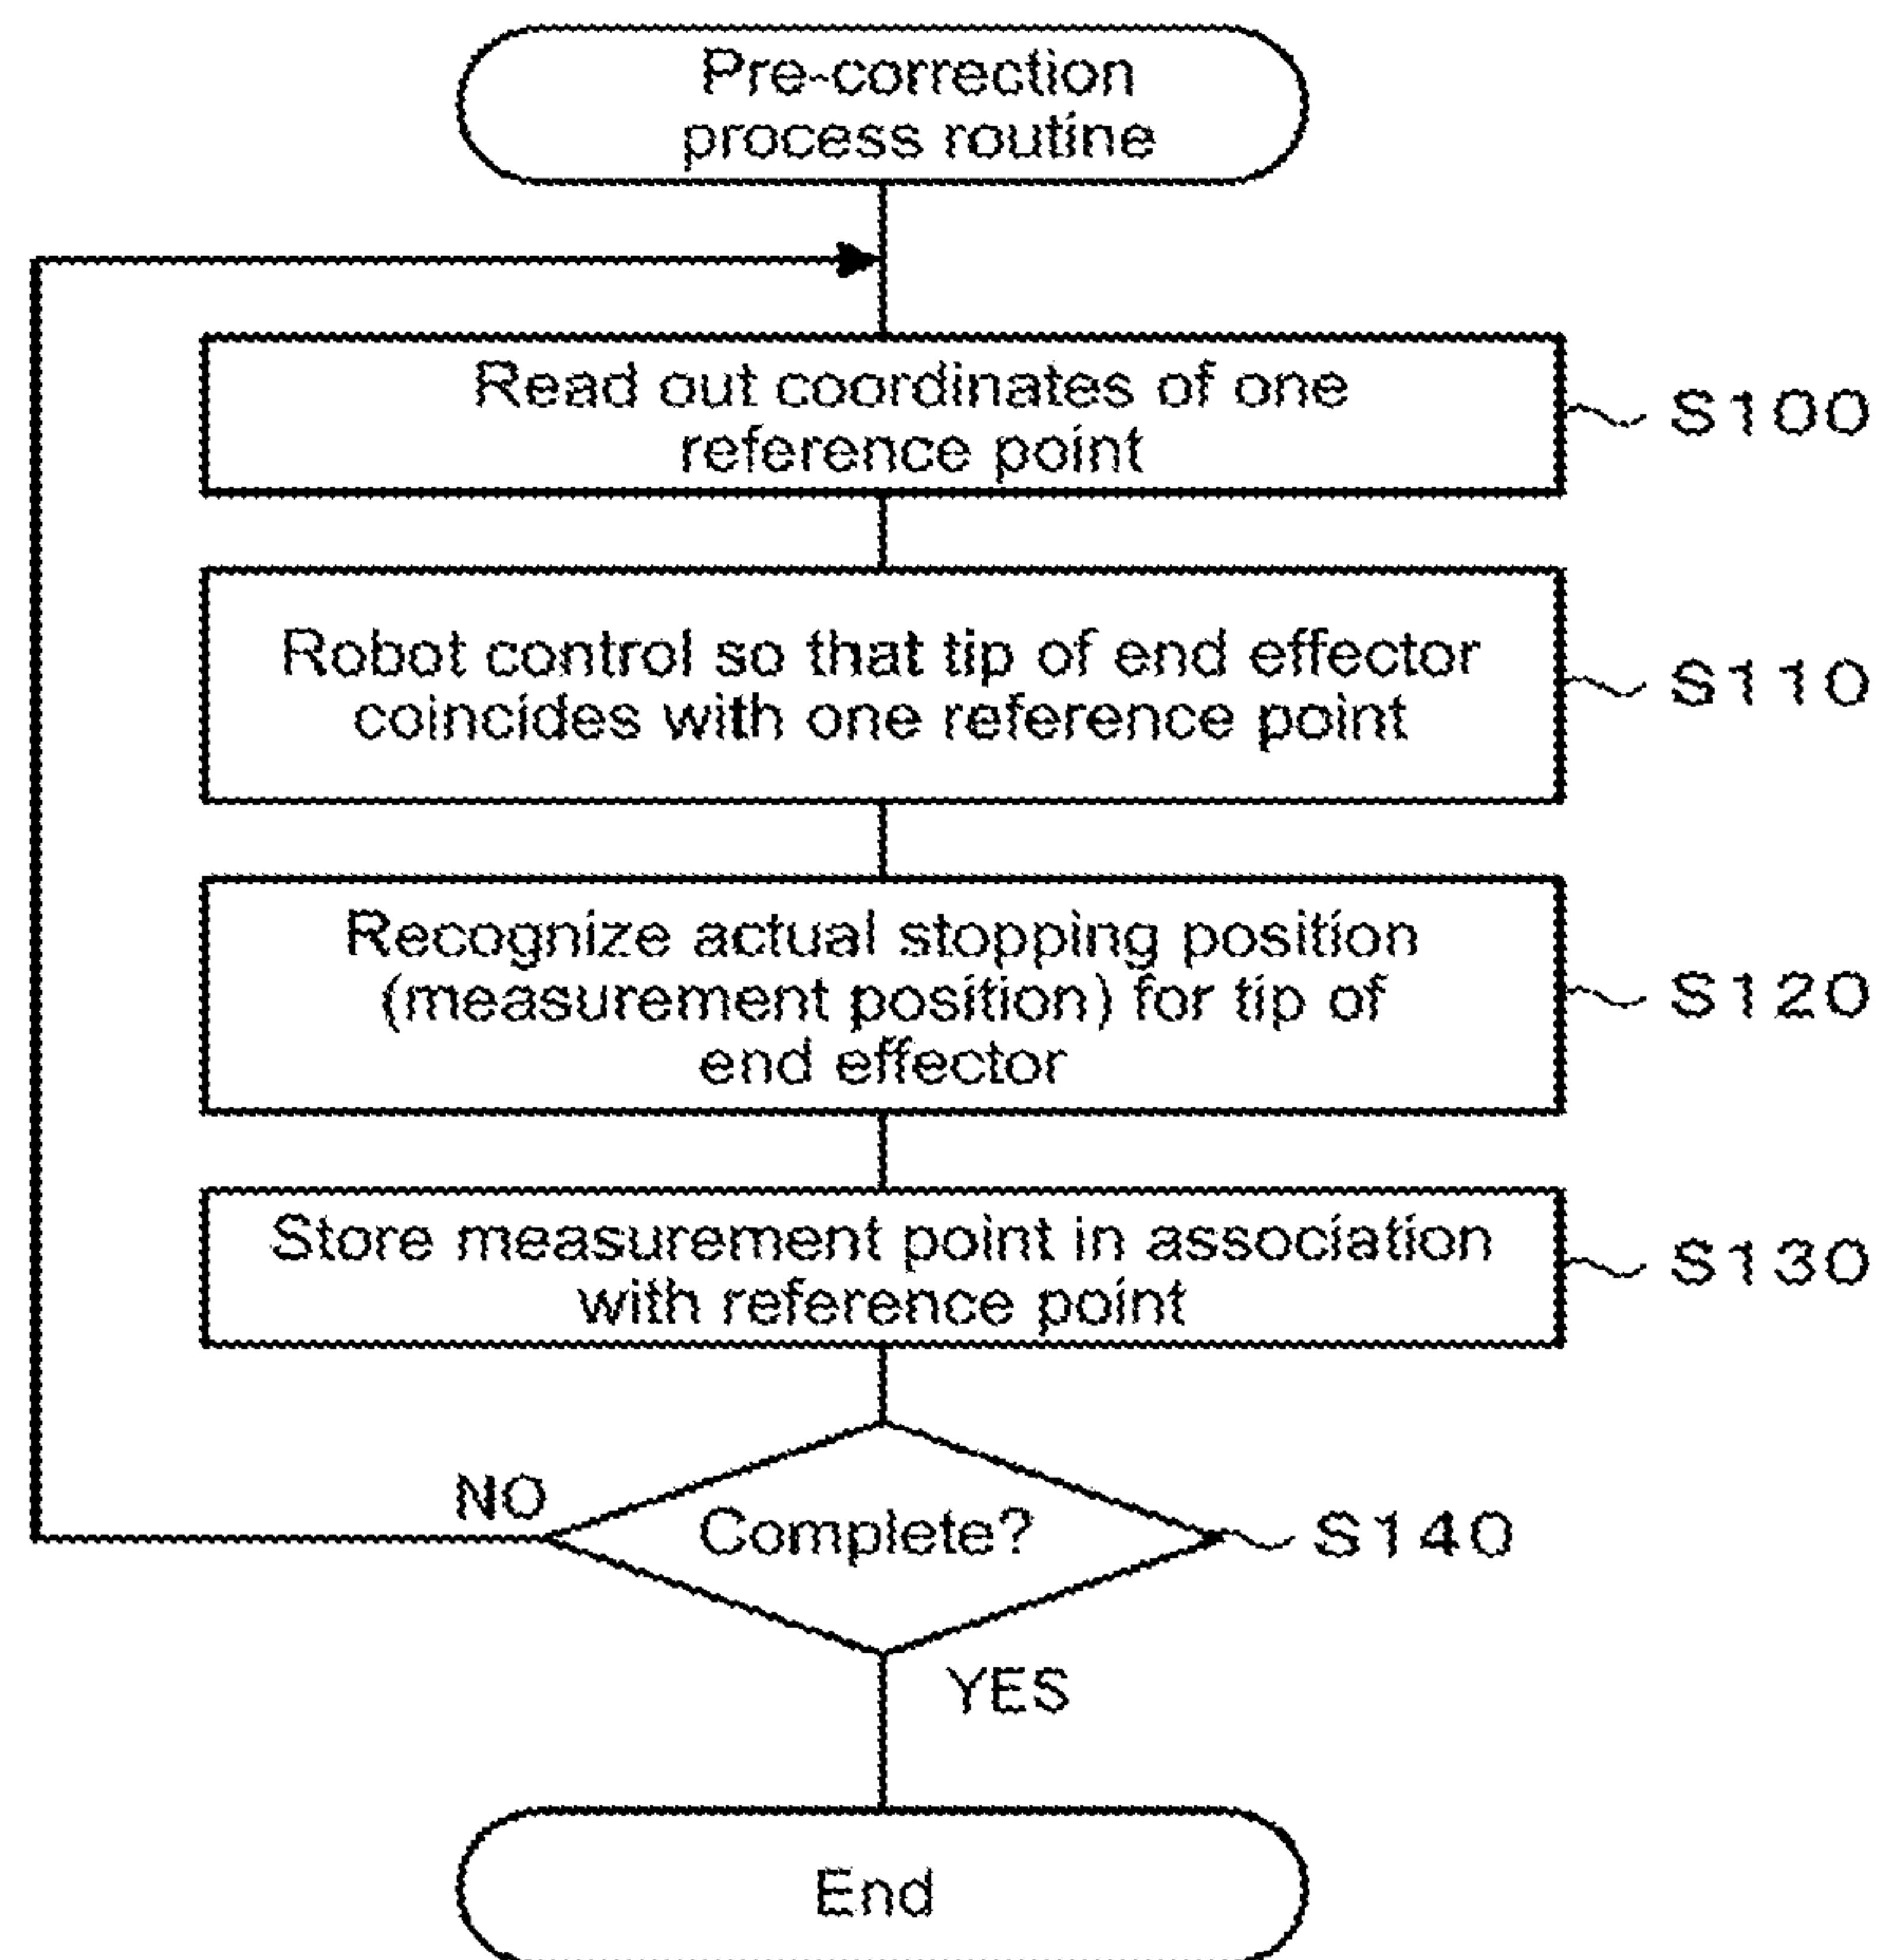 Pre-correction
process routine
Read out coordinates of one
reference point
S100
Robot control so that tip of end effector
coincides with one reference point
S110
Recognize actual stopping position
(measurement position) for tip of
end effector
S120
Store measurement point in association
with reference point
S130
NO
Complete?
S140
YES
End